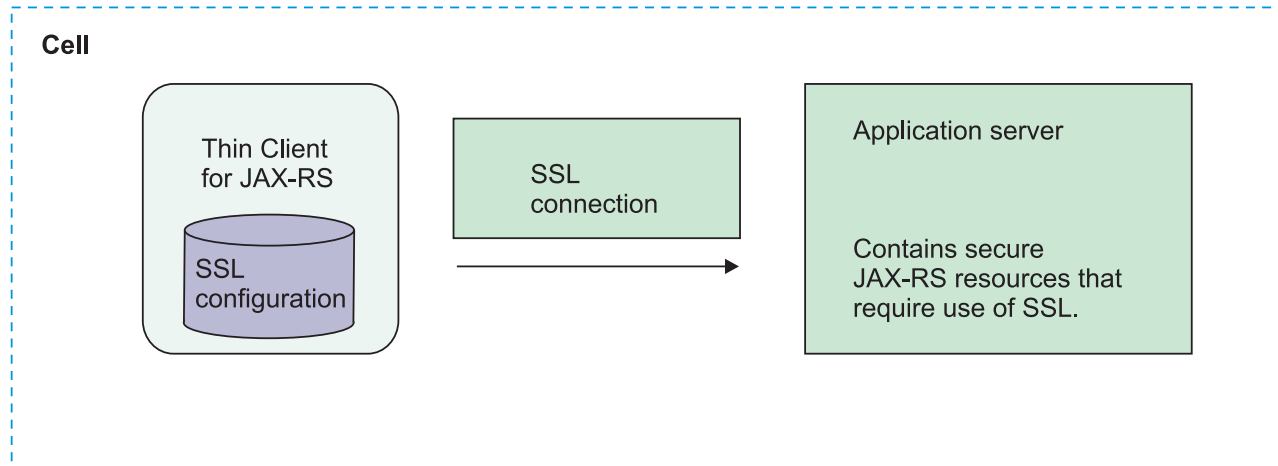 Cell
Thin Client
for JAX-RS
SSL
configuration
SSL
connection
Application server
Contains secure
JAX-RS resources that
require use of SSL.